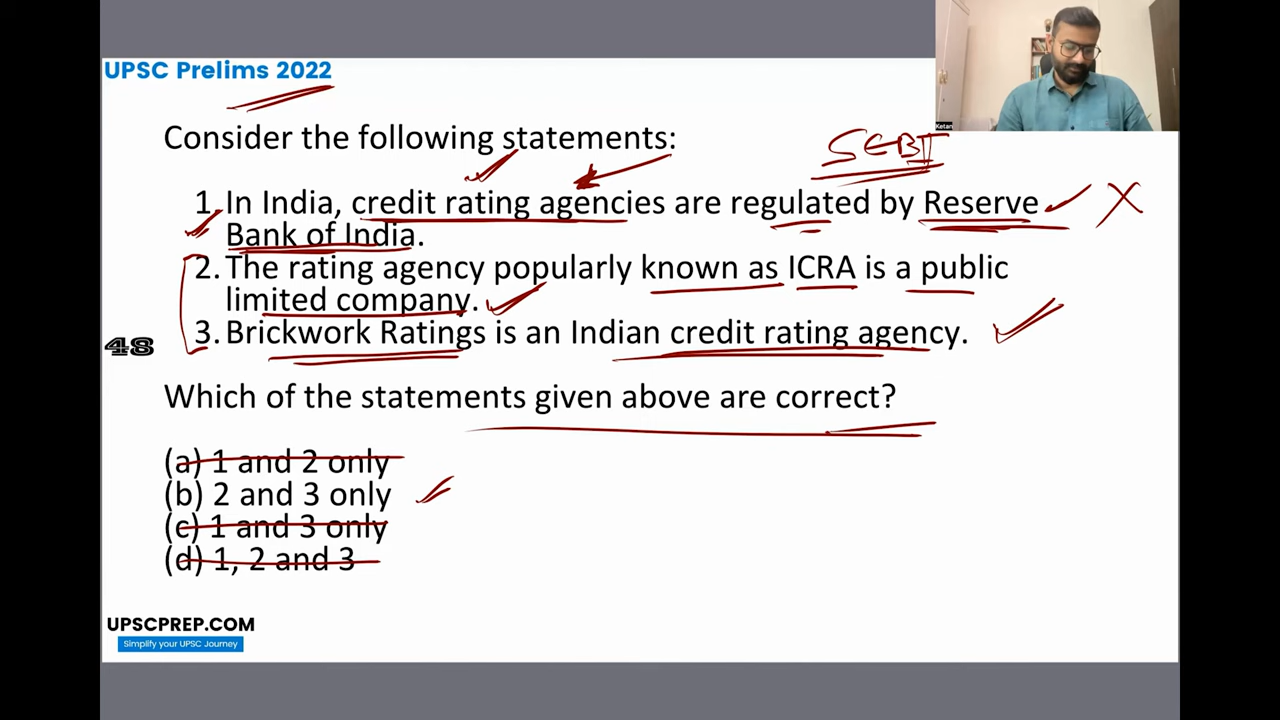 UPSC Prelims 2022
Ketan
Consider the following statements:
SEBI
1. In India, credit rating agencies are regulated by Reserve
Bank of India.
2. The rating agency popularly known as ICRA is a public
limited company.
3. Brickwork Ratings is an Indian credit rating agency.
48
Which of the statements given above are correct?
(a) 1 and 2 only
(b) 2 and 3 only
(c) 1 and 3 only
(d) 1, 2 and 3
UPSCPREP.COM
Simplify your UPSC Journey